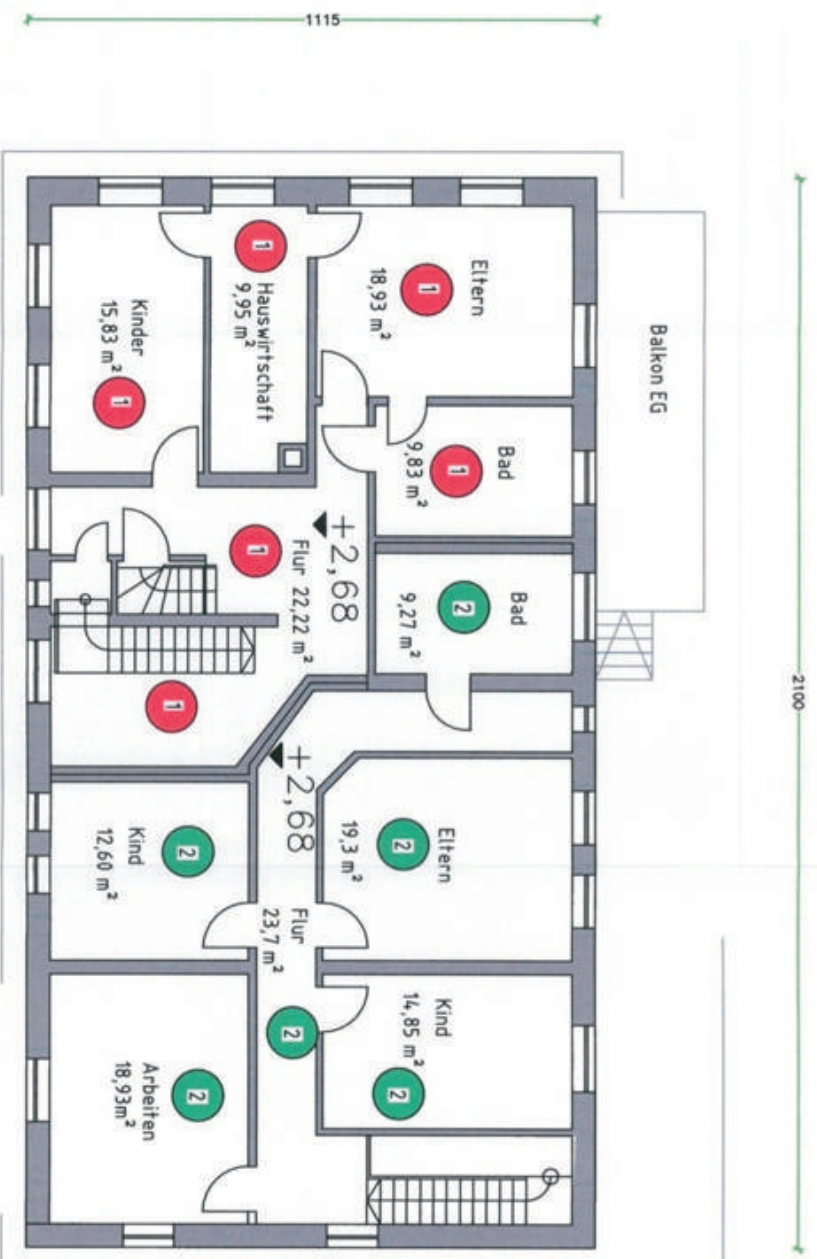 1115
2100
Balkon EG
Eltern
18,93 m²
1
1
Hauswirtschaft
9,95 m²
Kinder
15,83 m²
1
Bad
9,83 m²
1
Bad
9,27 m²
2
+2,68
Flur 22,22 m²
1
1
+2,68
Eltern
19,3 m²
2
Kind
12,60 m²
2
Flur
23,7 m²
2
Kind
14,85 m²
2
Arbeiten
18,93m²
2